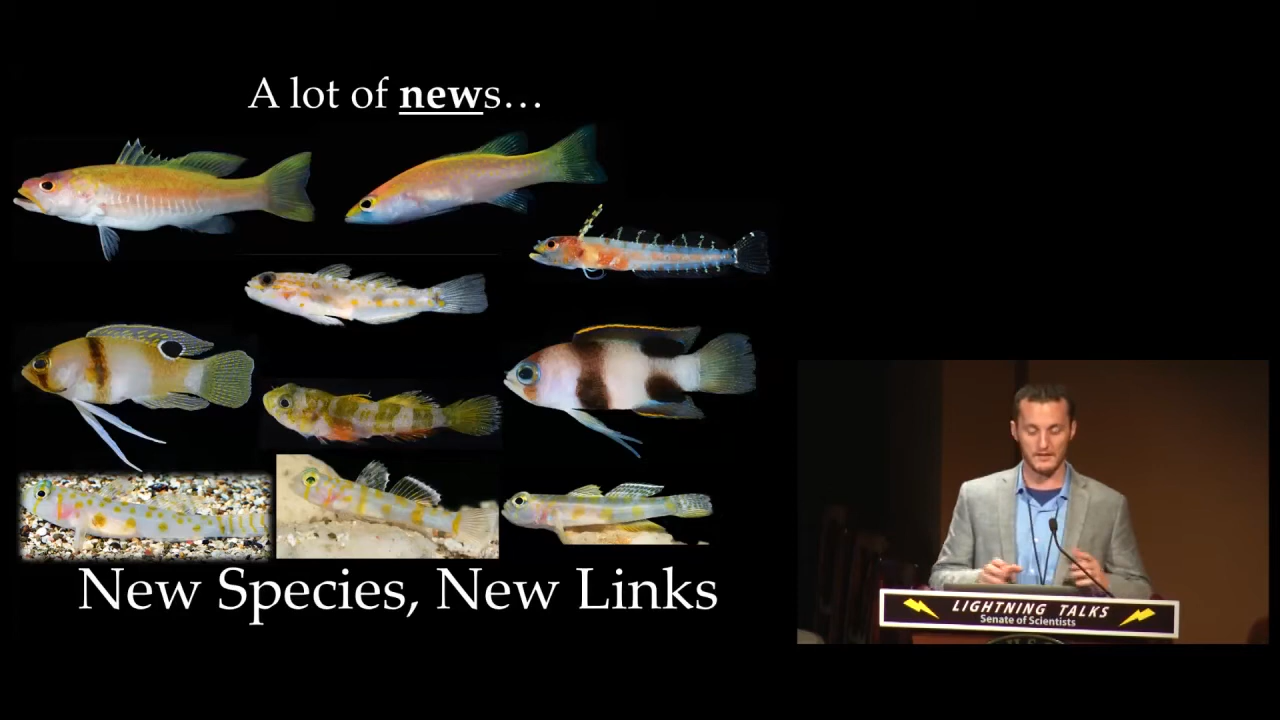 A lot of news…
New Species, New Links
LIGHTNING TALKS
Senate of Scientists